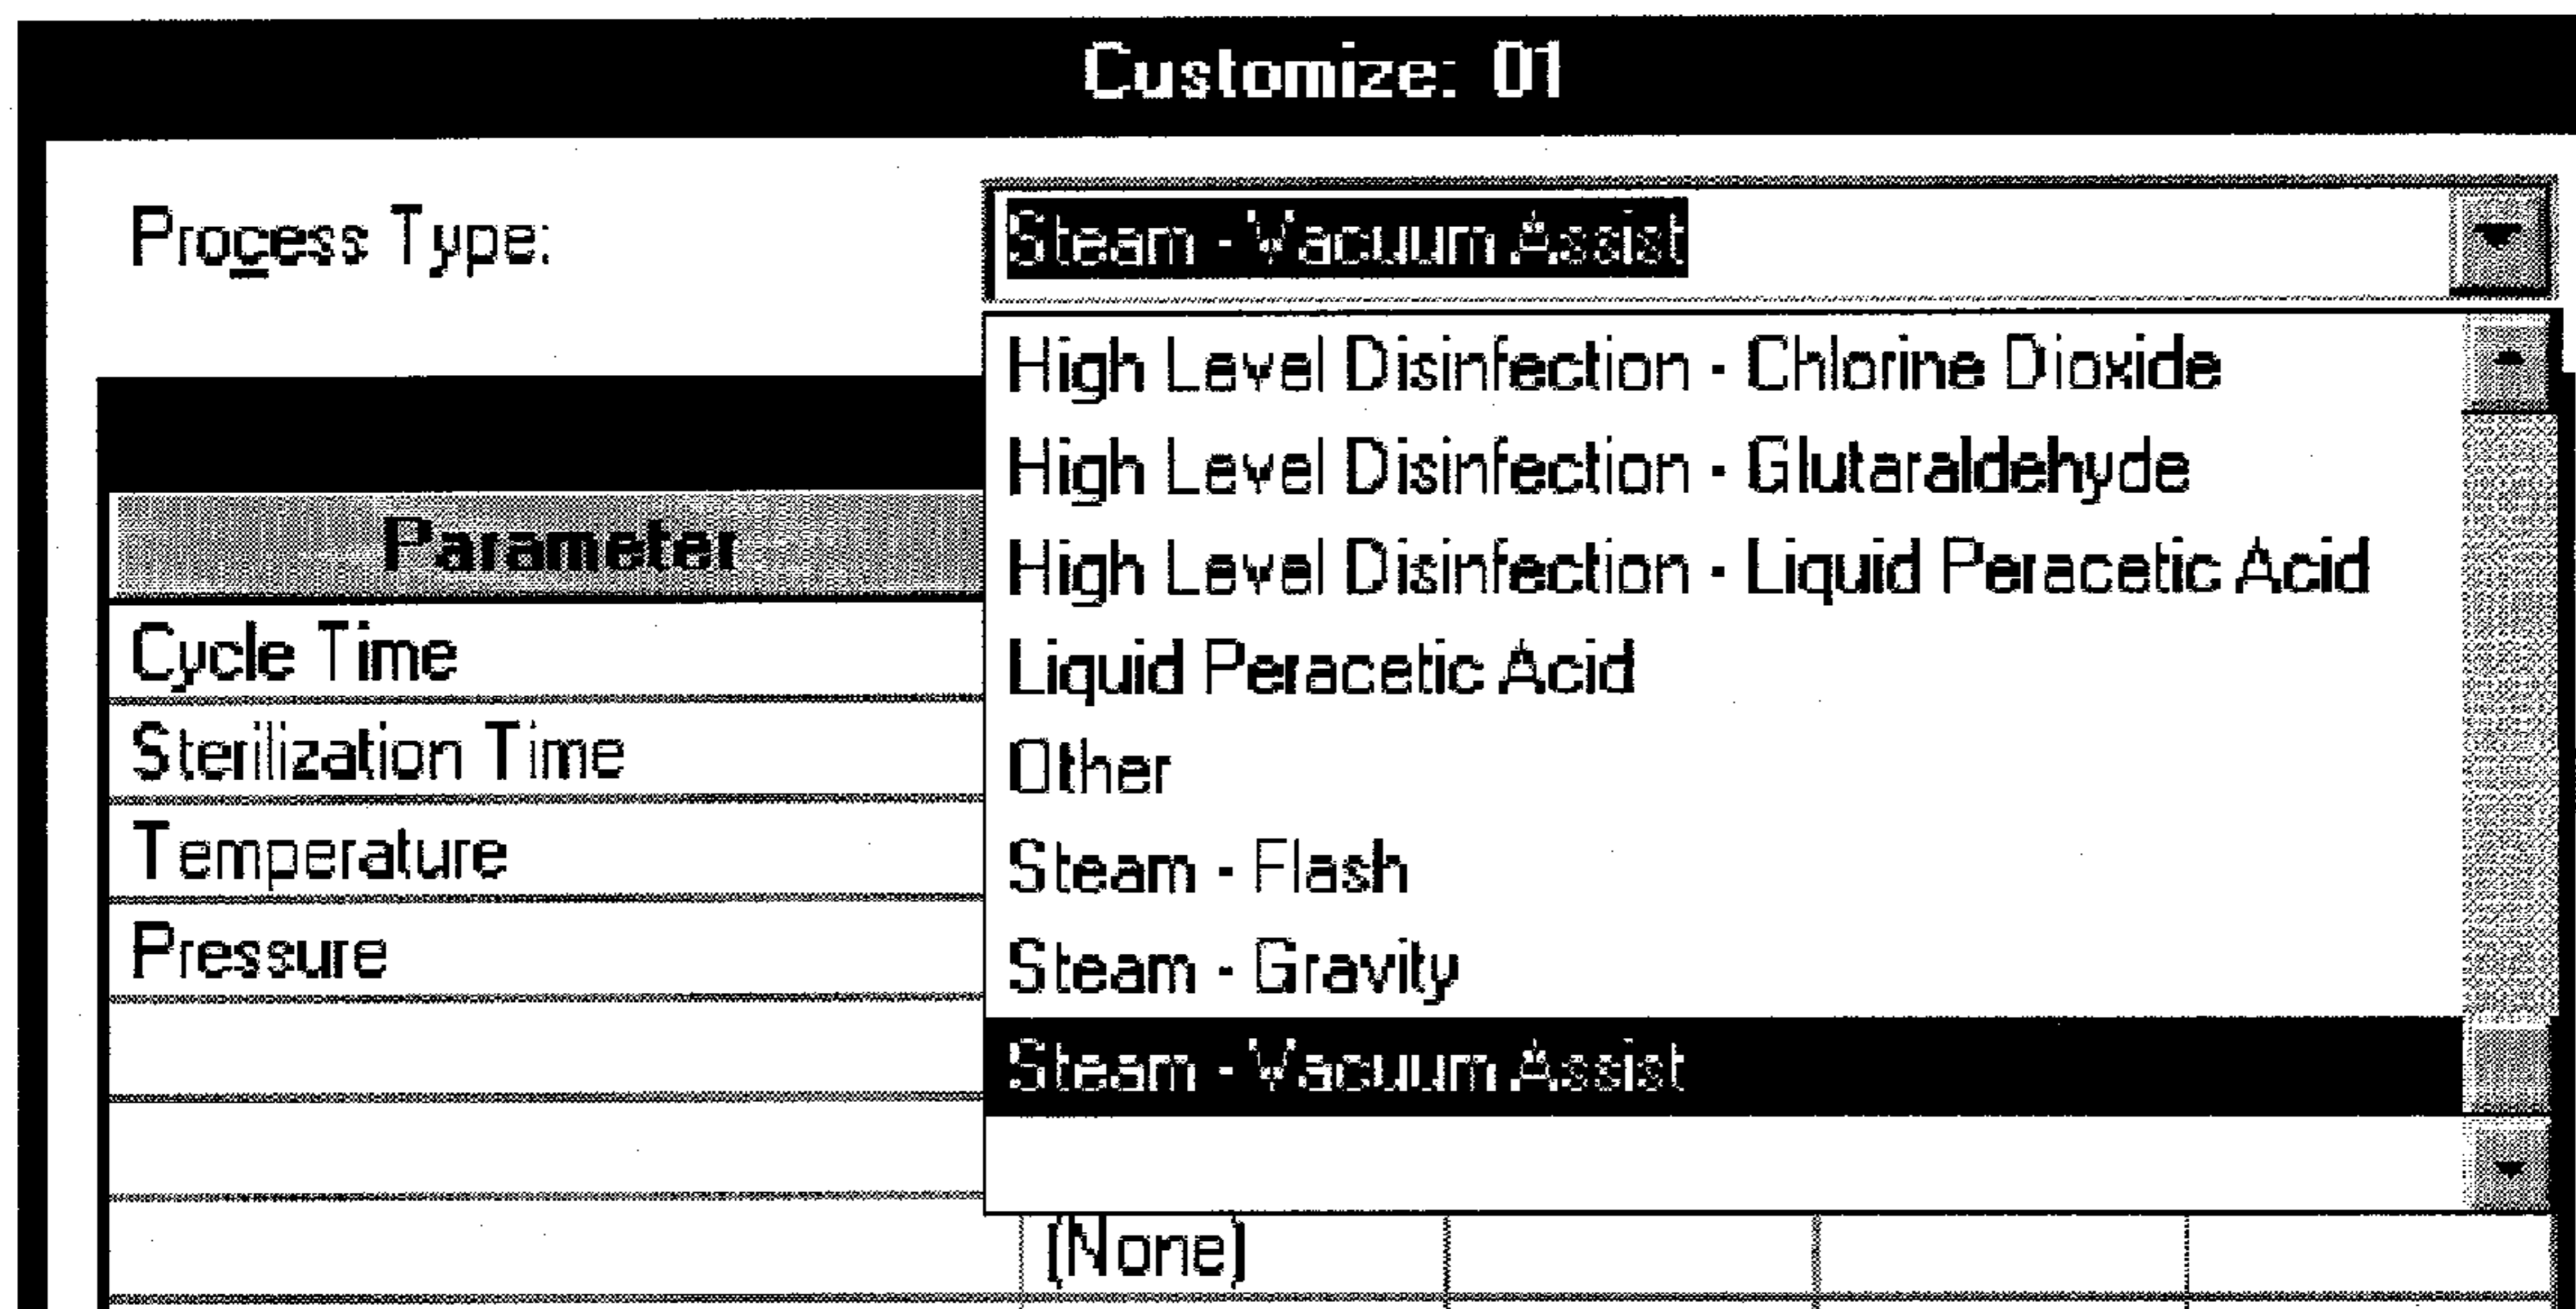 Customize: 01
Process Type:
Steam - Vacuum Assist
High Level Disinfection - Chlorine Dioxide
High Level Disinfection - Glutaraldehyde
High Level Disinfection - Liquid Peracetic Acid
Liquid Peracetic Acid
Other
Steam - Flash
Steam - Gravity
Steam - Vacuum Assist
Parameter
Cycle Time
Sterilization Time
Temperature
Pressure
(None)